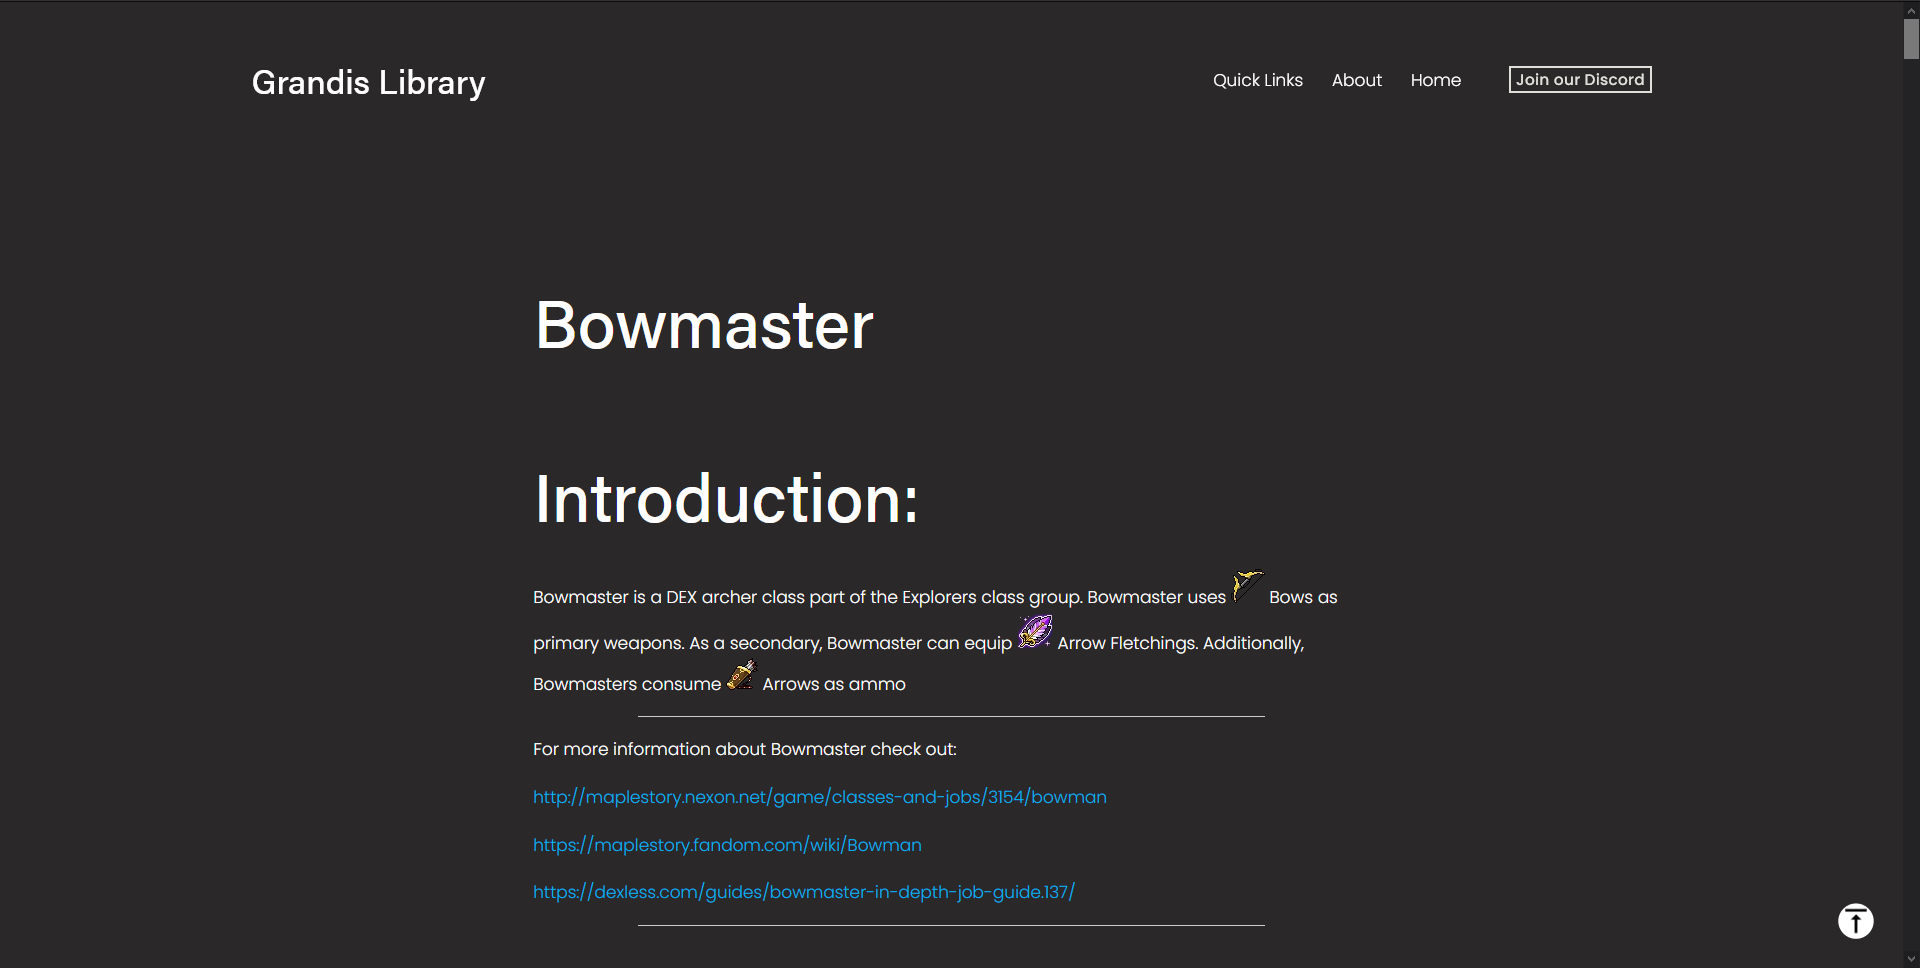 Grandis Library
Quick Links
About
Home
Join our Discord
Bowmaster
Introduction:
Bowmaster is a DEX archer class part of the Explorers class group. Bowmaster uses Bows as
primary weapons. As a secondary, Bowmaster can equip Arrow Fletchings. Additionally,
Bowmasters consume Arrows as ammo
For more information about Bowmaster check out:
http://maplestory.nexon.net/game/classes-and-jobs/3154/bowman
https://maplestory.fandom.com/wiki/Bowman
https://dexless.com/guides/bowmaster-in-depth-job-guide.137/